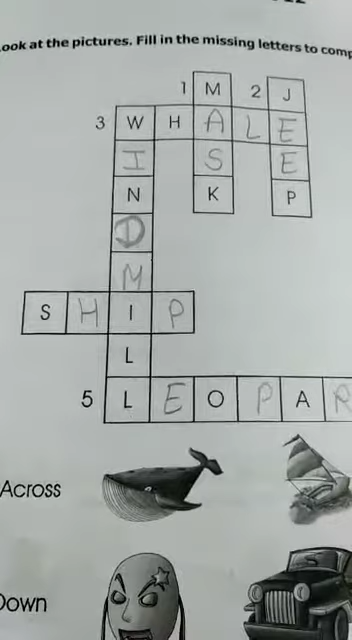 ook at the pictures. Fill in the missing letters to comp
1 M 2 J
3 W H A L E
I S E
N K P
D
M
S H I P
L
5 L E O P A R
Across
Down